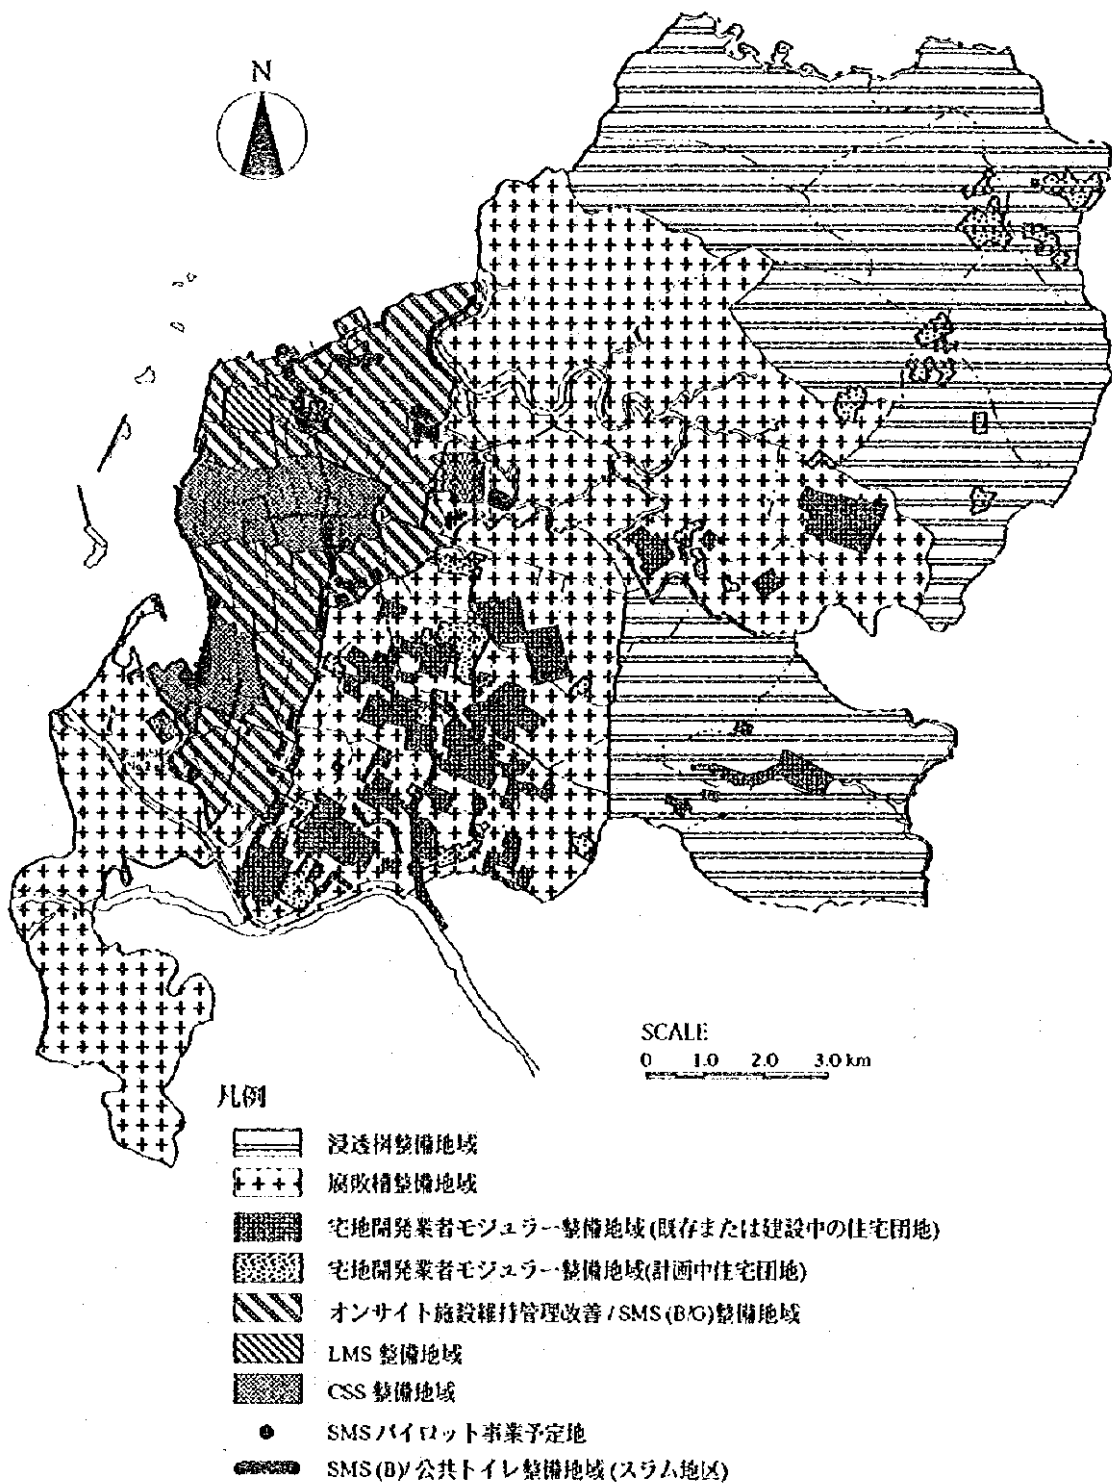 N
SCALE
0 1.0 2.0 3.0 km
凡例
浸透桝整備地域
腐敗槽整備地域
宅地開発業者モジュラー整備地域(既存または建設中の住宅団地)
宅地開発業者モジュラー整備地域(計画中住宅団地)
オンサイト施設維持管理改善/SMS(B/G)整備地域
LMS 整備地域
CSS 整備地域
SMS パイロット事業予定地
SMS(B)/公共トイレ整備地域(スラム地区)